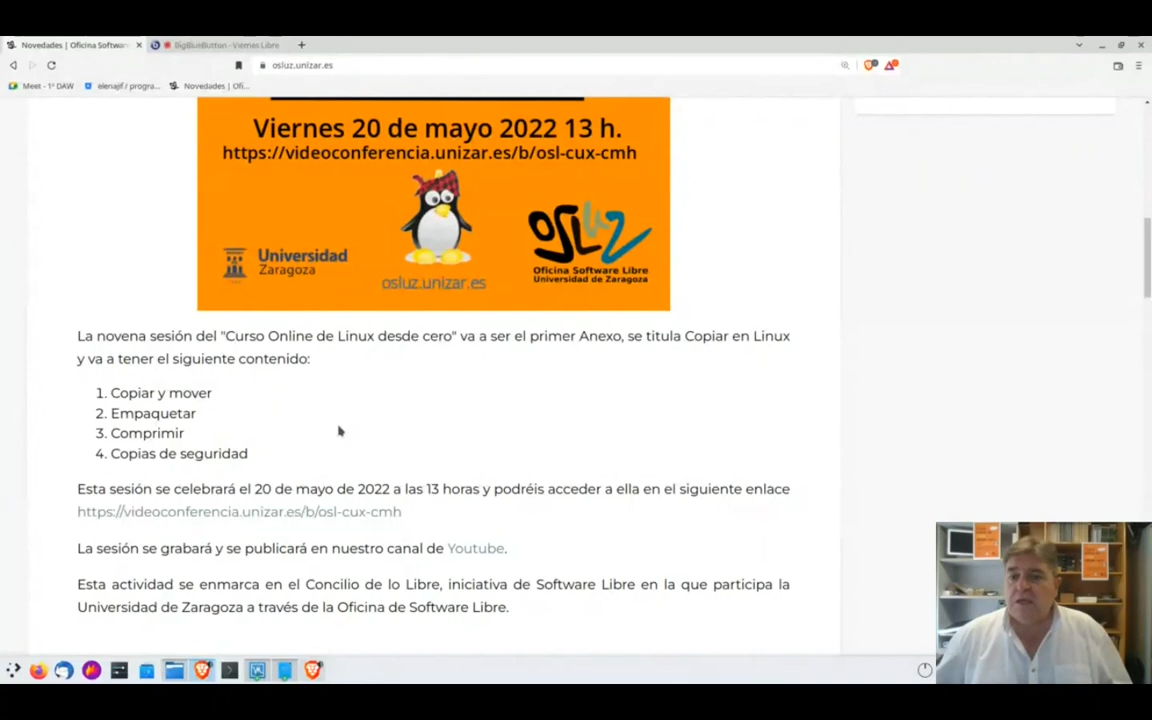 Novedades | Oficina Softwar
BigBlueButton - Viernes Libre
osluz.unizar.es
Meet - 1º DAW
elenajif / progra...
Novedades | Ofi...
Viernes 20 de mayo 2022 13 h.
https://videoconferencia.unizar.es/b/osl-cux-cmh
Universidad
Zaragoza
osluz.unizar.es
OSLUZ
Oficina Software Libre
Universidad de Zaragoza
La novena sesión del "Curso Online de Linux desde cero" va a ser el primer Anexo, se titula Copiar en Linux
y va a tener el siguiente contenido:
1. Copiar y mover
2. Empaquetar
3. Comprimir
4. Copias de seguridad
Esta sesión se celebrará el 20 de mayo de 2022 a las 13 horas y podréis acceder a ella en el siguiente enlace
https://videoconferencia.unizar.es/b/osl-cux-cmh
La sesión se grabará y se publicará en nuestro canal de Youtube.
Esta actividad se enmarca en el Concilio de lo Libre, iniciativa de Software Libre en la que participa la
Universidad de Zaragoza a través de la Oficina de Software Libre.